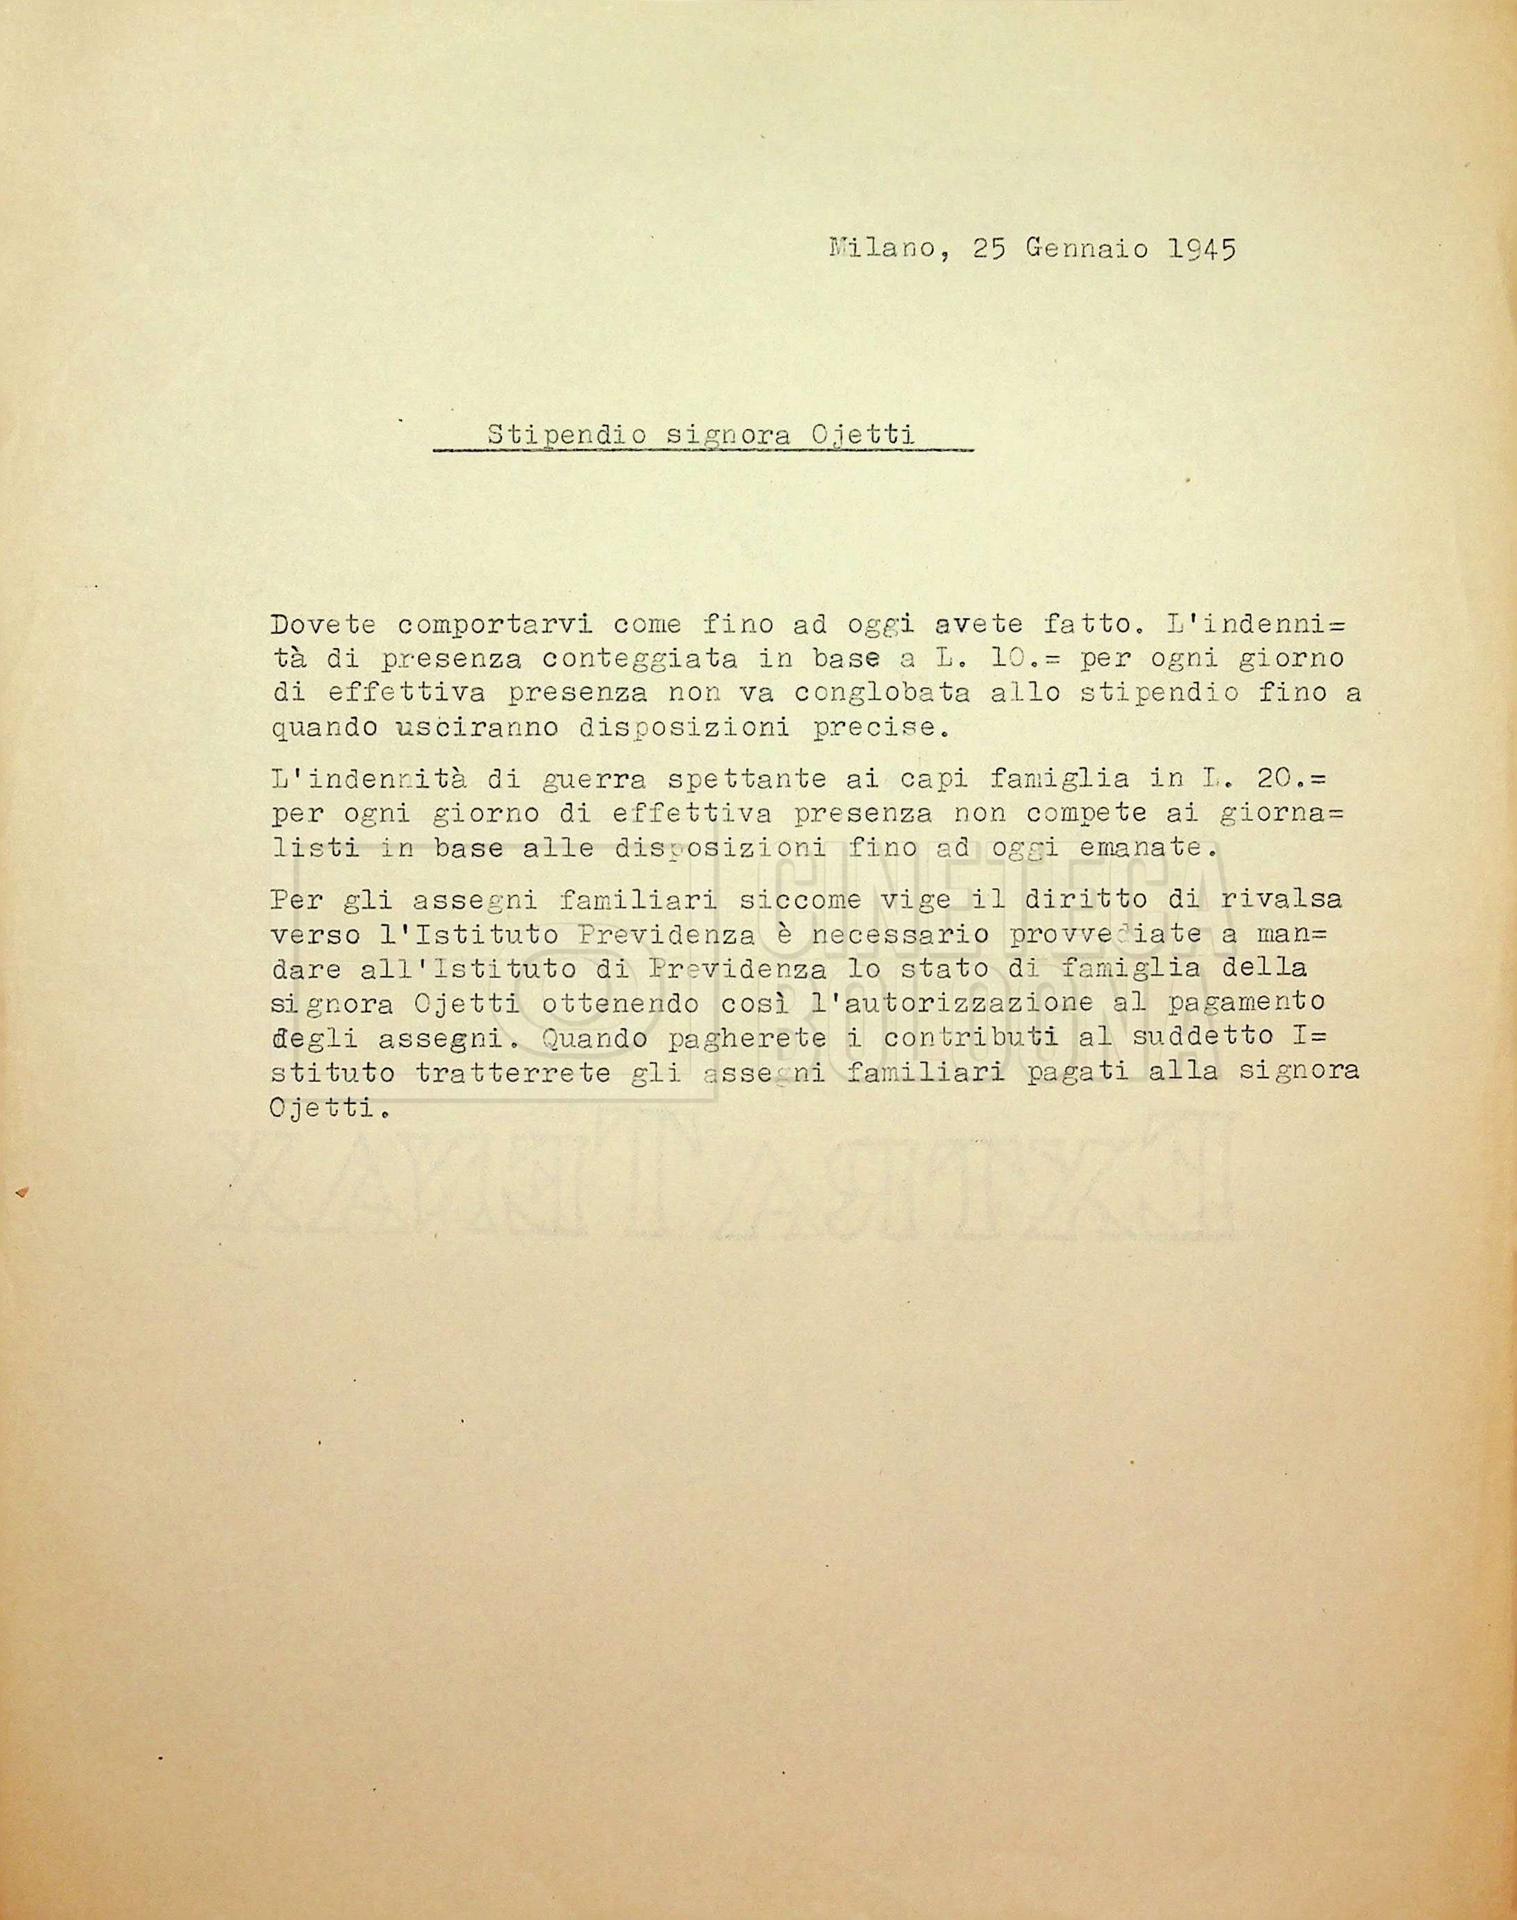 Milano, 25 Gennaio 1945
Stipendio signora Ojetti
Dovete comportarvi come fino ad oggi avete fatto. L'indenni=
tà di presenza conteggiata in base a L. 10.= per ogni giorno
di effettiva presenza non va conglobata allo stipendio fino a
quando usciranno disposizioni precise.
L'indennità di guerra spettante ai capi famiglia in L. 20.=
per ogni giorno di effettiva presenza non compete ai giorna=
listi in base alle disposizioni fino ad oggi emanate.
CINETECA
Per gli assegni familiari siccome vige il diritto di rivalsa
verso l'Istituto Previdenza è necessario provvediate a man=
dare all'Istituto di Previdenza lo stato di famiglia della
signora Ojetti ottenendo così l'autorizzazione al pagamento
BOLOGNA
degli assegni. Quando pagherete i contributi al suddetto I=
stituto tratterrete gli assegni familiari pagati alla signora
Ojetti.
EXTRA TENAX